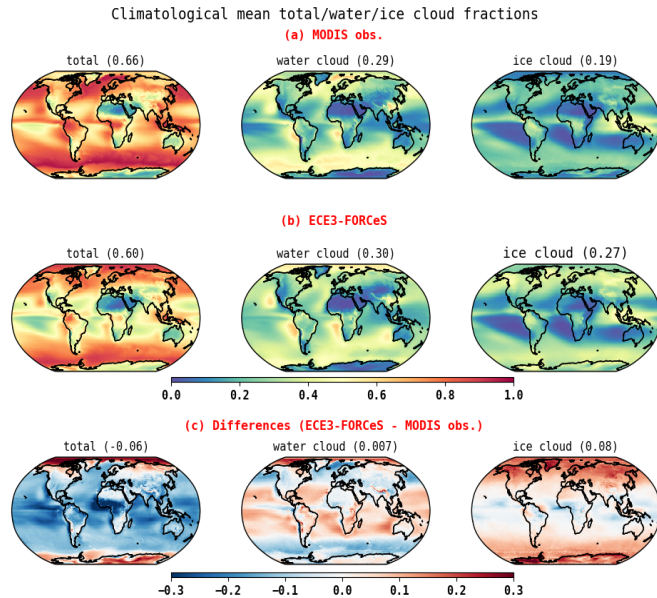 Climatological mean total/water/ice cloud fractions
(a) MODIS obs.
total (0.66) water cloud (0.29) ice cloud (0.19)
(b) ECE3-FORCeS
total (0.60) water cloud (0.30) ice cloud (0.27)
0.0 0.2 0.4 0.6 0.8 1.0
(c) Differences (ECE3-FORCeS - MODIS obs.)
total (-0.06) water cloud (0.007) ice cloud (0.08)
−0.3 −0.2 −0.1 0.0 0.1 0.2 0.3